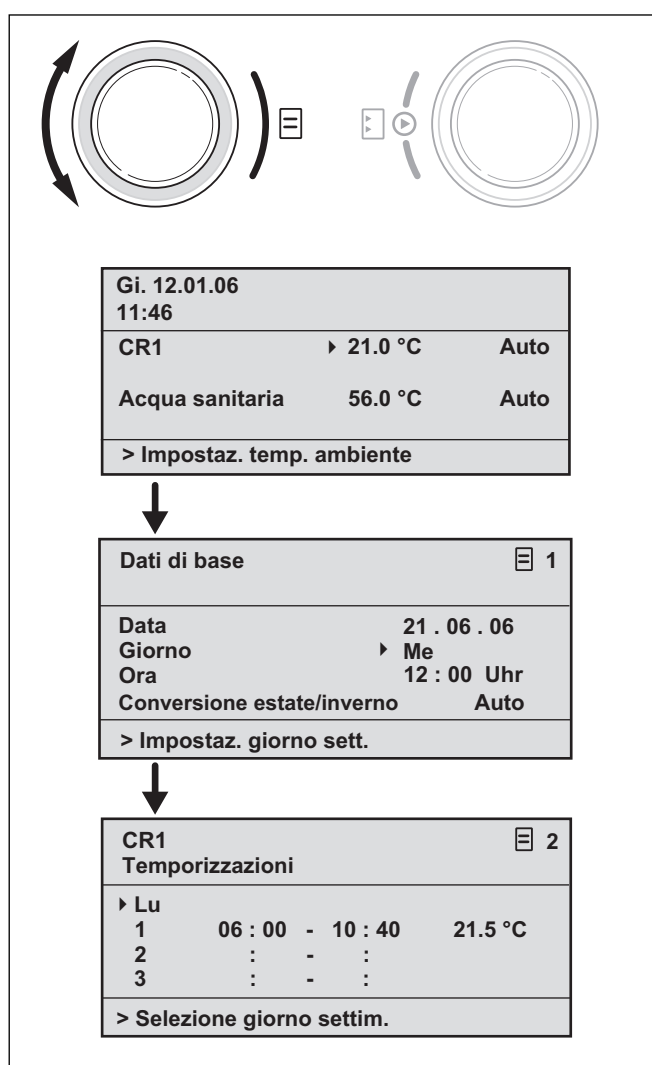 Gi. 12.01.06
11:46
CR1 ▸ 21.0 °C Auto
Acqua sanitaria 56.0 °C Auto
> Impostaz. temp. ambiente
Dati di base 1
Data 21 . 06 . 06
Giorno ▸ Me
Ora 12 : 00 Uhr
Conversione estate/inverno Auto
> Impostaz. giorno sett.
CR1 2
Temporizzazioni
▸ Lu
1 06 : 00 - 10 : 40 21.5 °C
2 : - :
3 : - :
> Selezione giorno settim.